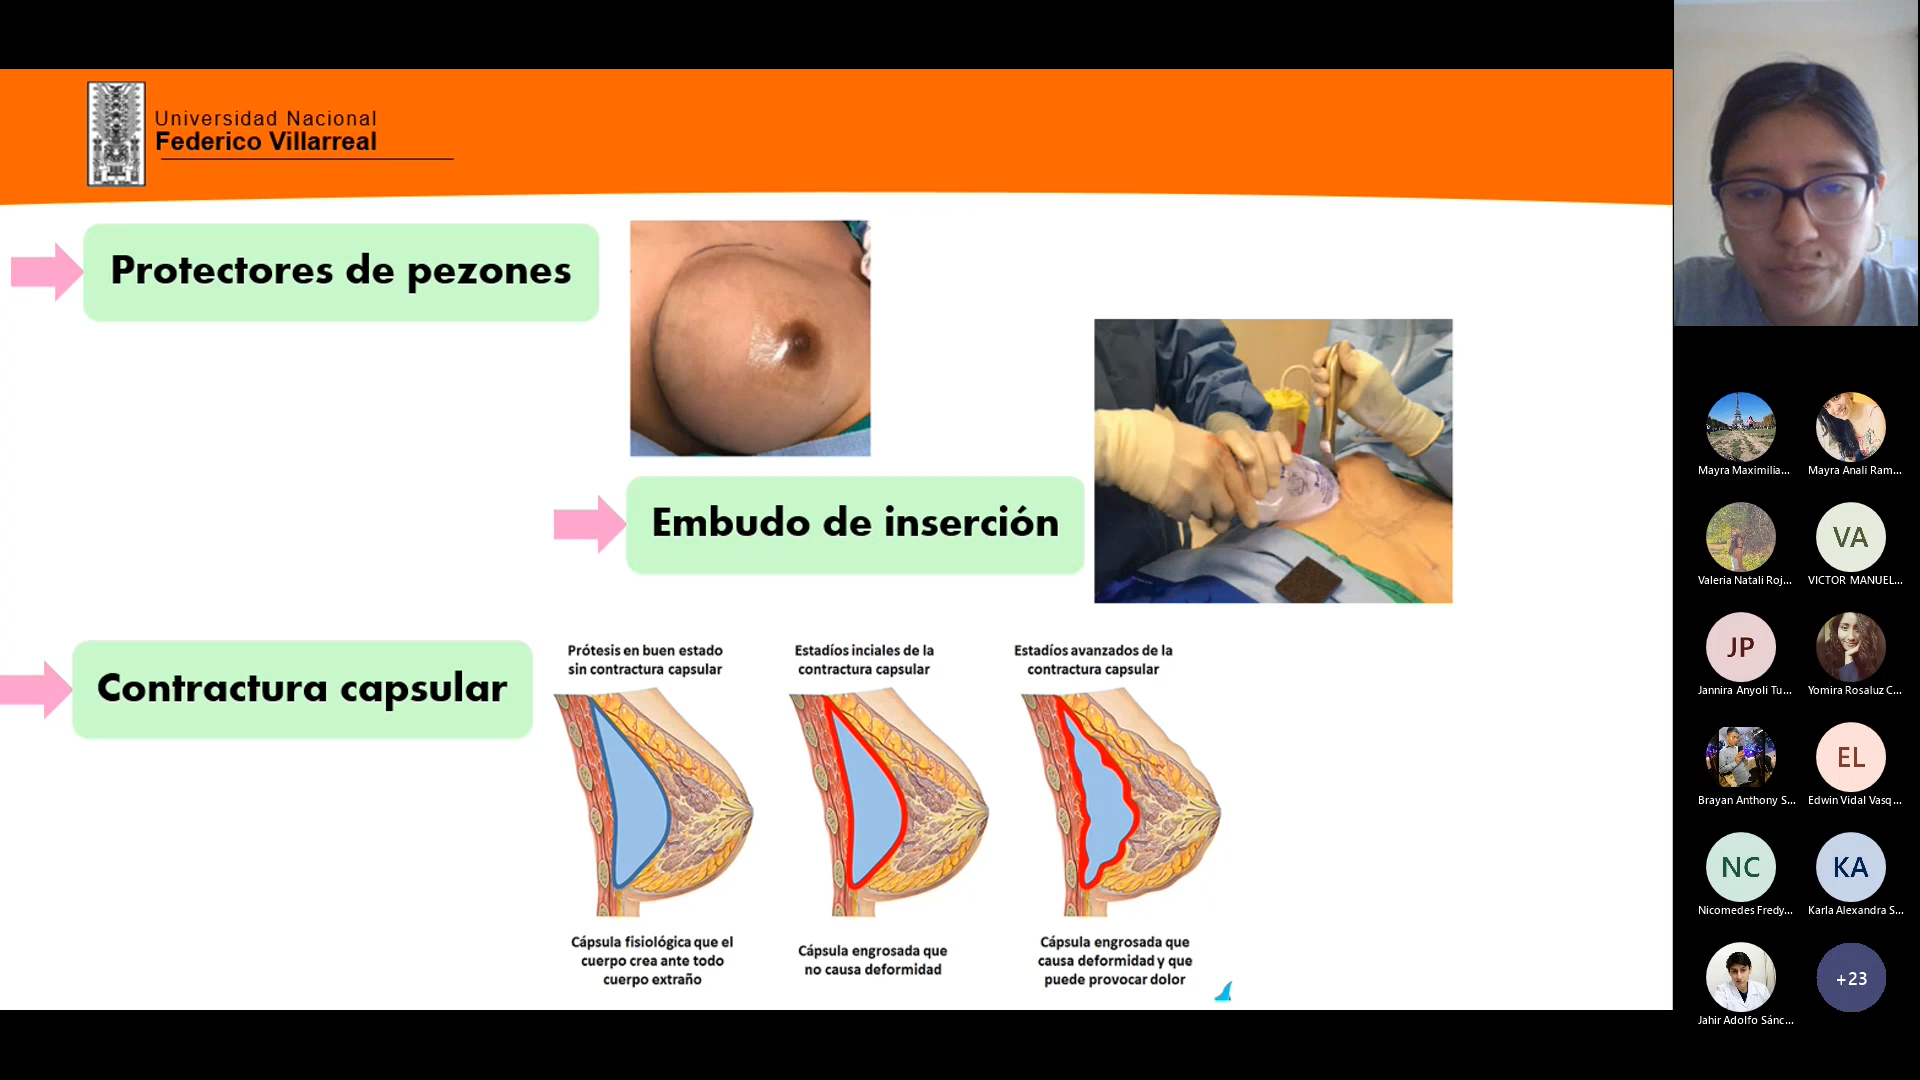 Universidad Nacional
Federico Villarreal
Protectores de pezones
Embudo de inserción
Contractura capsular
Prótesis en buen estado
sin contractura capsular
Estadíos inciales de la
contractura capsular
Estadíos avanzados de la
contractura capsular
Cápsula fisiológica que el
cuerpo crea ante todo
cuerpo extraño
Cápsula engrosada que
no causa deformidad
Cápsula engrosada que
causa deformidad y que
puede provocar dolor
Mayra Maximilia...
Mayra Anali Ram...
VA
Valeria Natali Roj...
VICTOR MANUEL...
JP
Jannira Anyoli Tu...
Yomira Rosaluz C...
EL
Brayan Anthony S...
Edwin Vidal Vasq...
NC
KA
Nicomedes Fredy...
Karla Alexandra S...
+23
Jahir Adolfo Sánc...